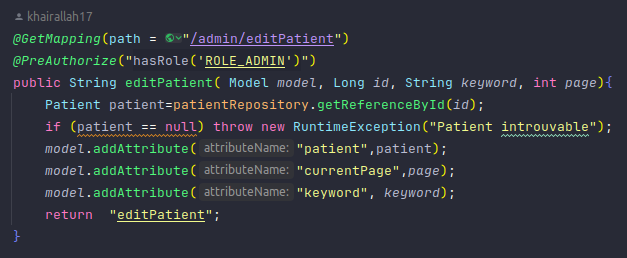 khairallah17
@GetMapping(path = "/admin/editPatient")
@PreAuthorize("hasRole('ROLE_ADMIN')")
public String editPatient( Model model, Long id, String keyword, int page){
Patient patient=patientRepository.getReferenceById(id);
if (patient == null) throw new RuntimeException("Patient introuvable");
model.addAttribute( attributeName: "patient",patient);
model.addAttribute( attributeName: "currentPage",page);
model.addAttribute( attributeName: "keyword", keyword);
return  "editPatient";
}